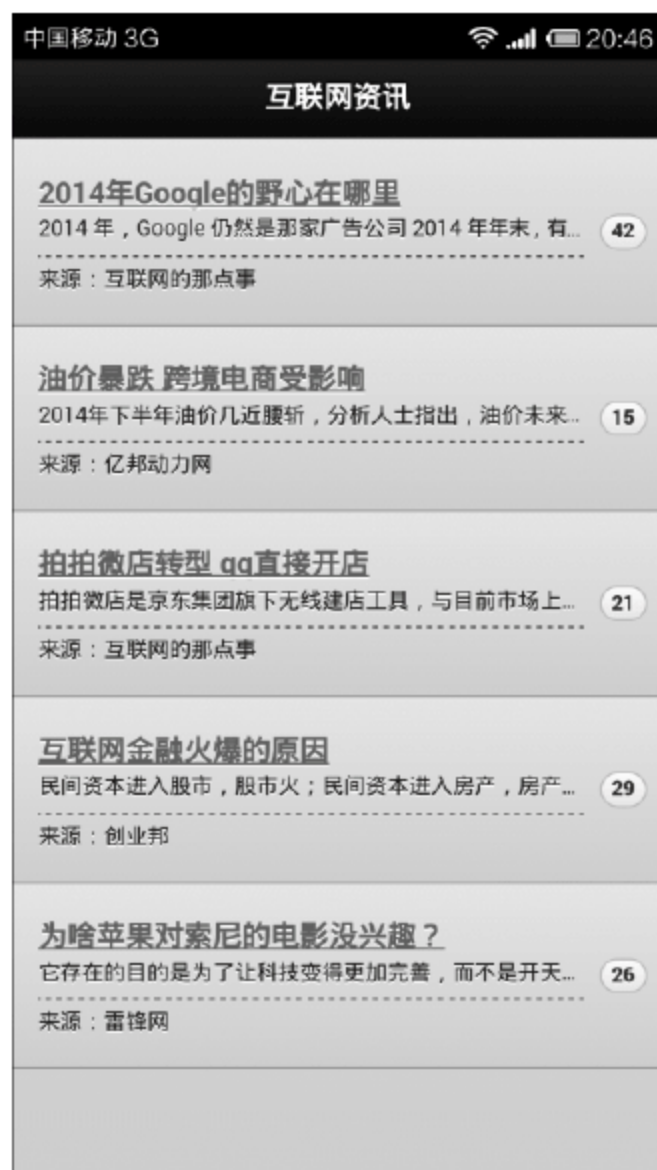 中国移动 3G 20:46
互联网资讯
2014年Google的野心在哪里
2014 年，Google 仍然是那家广告公司 2014 年年末，有...
42
来源：互联网的那点事
油价暴跌 跨境电商受影响
2014年下半年油价几近腰斩，分析人士指出，油价未来...
15
来源：亿邦动力网
拍拍微店转型 qq直接开店
拍拍微店是京东集团旗下无线建店工具，与目前市场上...
21
来源：互联网的那点事
互联网金融火爆的原因
民间资本进入股市，股市火；民间资本进入房产，房产...
29
来源：创业邦
为啥苹果对索尼的电影没兴趣？
它存在的目的是为了让科技变得更加完善，而不是开天...
26
来源：雷锋网